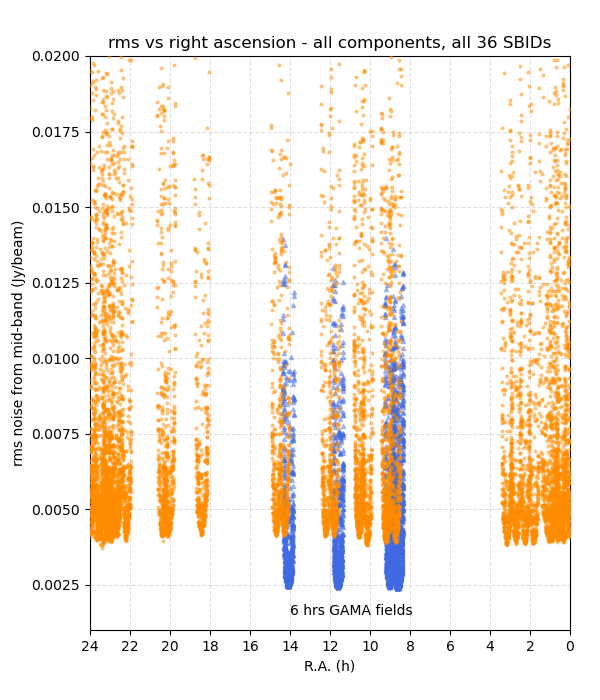 rms vs right ascension - all components, all 36 SBIDs
rms noise from mid-band (Jy/beam)
0.0200
0.0175
0.0150
0.0125
0.0100
0.0075
0.0050
0.0025
6 hrs GAMA fields
24 22 20 18 16 14 12 10 8 6 4 2 0
R.A. (h)